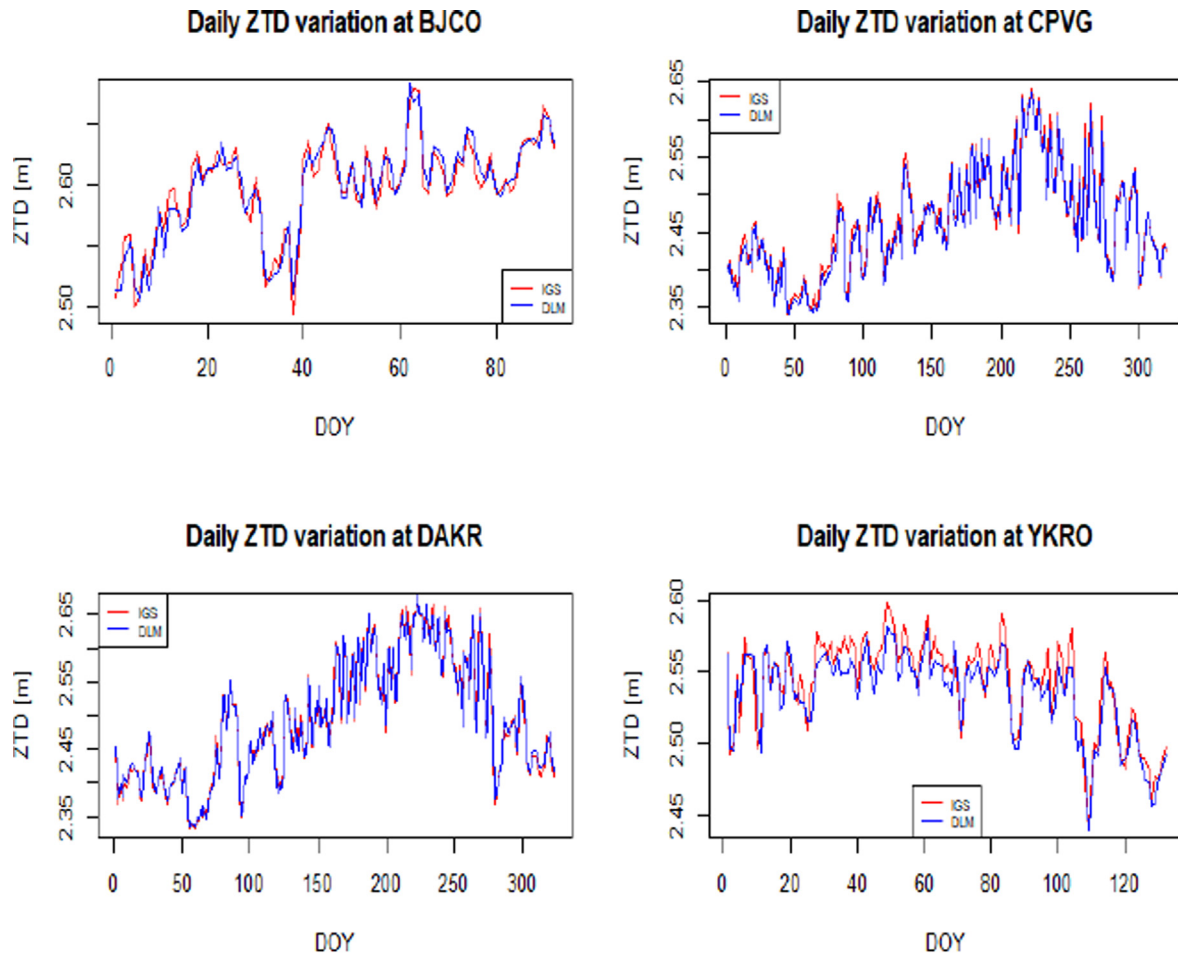 Daily ZTD variation at BJCO
ZTD [m]
2.60
2.50
IGS
DLM
0 20 40 60 80
DOY
Daily ZTD variation at CPVG
ZTD [m]
2.65
2.55
2.45
2.35
IGS
DLM
0 50 100 150 200 250 300
DOY
Daily ZTD variation at DAKR
ZTD [m]
2.65
2.55
2.45
2.35
IGS
DLM
0 50 100 150 200 250 300
DOY
Daily ZTD variation at YKRO
ZTD [m]
2.60
2.55
2.50
2.45
IGS
DLM
0 20 40 60 80 100 120
DOY